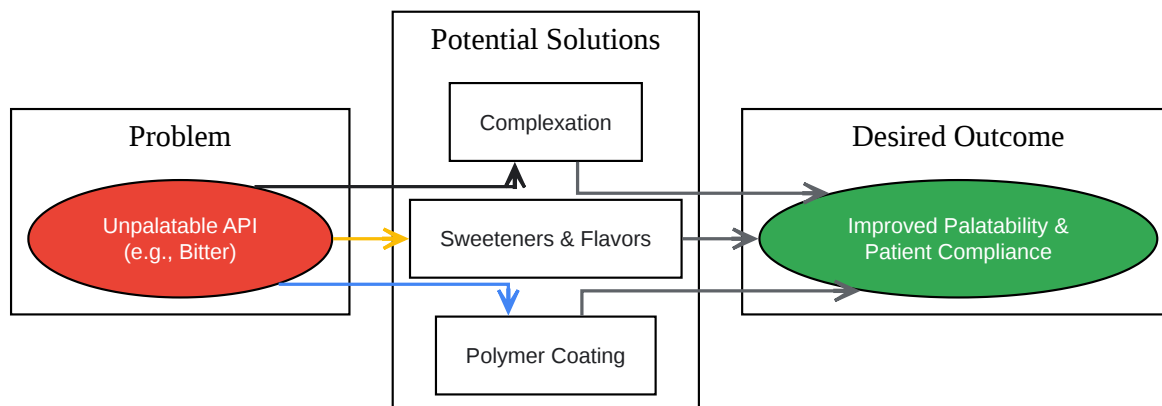 Problem
Unpalatable API
(e.g., Bitter)
Potential Solutions
Complexation
Sweeteners & Flavors
Polymer Coating
Desired Outcome
Improved Palatability &
Patient Compliance